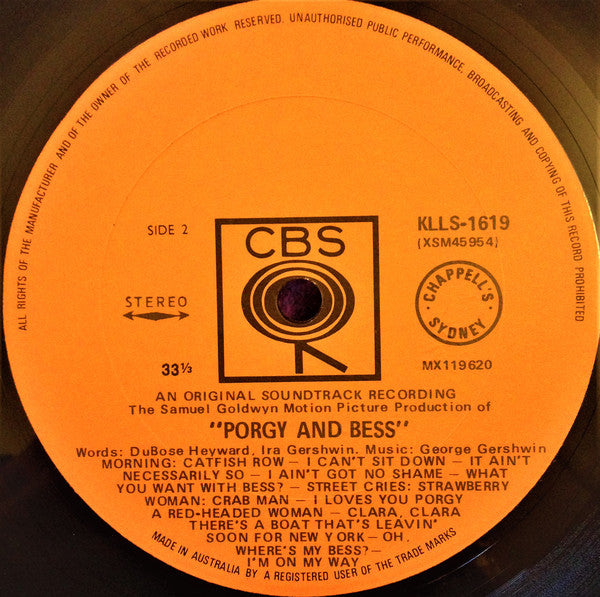 ALL RIGHTS OF THE MANUFACTURER AND OF THE OWNER OF THE RECORDED WORK RESERVED. UNAUTHORISED PUBLIC PERFORMANCE, BROADCASTING AND COPYING OF THIS RECORD PROHIBITED
SIDE 2
CBS
KLLS-1619
(XSM45954)
STEREO
CHAPPELL'S SYDNEY
33⅓
MX119620
AN ORIGINAL SOUNDTRACK RECORDING
The Samuel Goldwyn Motion Picture Production of
"PORGY AND BESS"
Words: DuBose Heyward, Ira Gershwin. Music: George Gershwin
MORNING: CATFISH ROW — I CAN'T SIT DOWN — IT AIN'T
NECESSARILY SO — I AIN'T GOT NO SHAME — WHAT
YOU WANT WITH BESS? — STREET CRIES: STRAWBERRY
WOMAN: CRAB MAN — I LOVES YOU PORGY
A RED-HEADED WOMAN — CLARA, CLARA
THERE'S A BOAT THAT'S LEAVIN'
SOON FOR NEW YORK — OH.
WHERE'S MY BESS? —
I'M ON MY WAY
MADE IN AUSTRALIA BY A REGISTERED USER OF THE TRADE MARKS